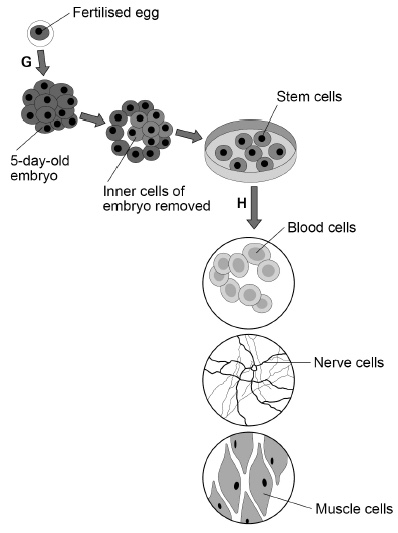 Fertilised egg
G
5-day-old
embryo
Inner cells of
embryo removed
Stem cells
H
Blood cells
Nerve cells
Muscle cells